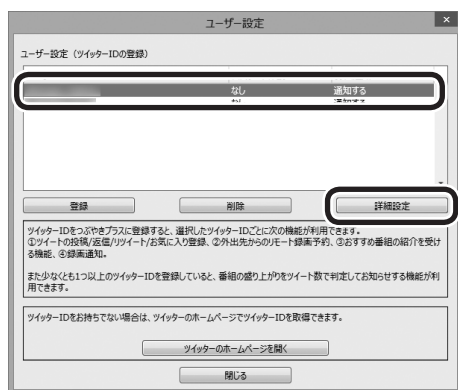 ユーザー設定
ユーザー設定（ツイッターIDの登録）
なし 通知する
登録 削除 詳細設定
ツイッターIDをつぶやきプラスに登録すると、選択したツイッターIDごとに次の機能が利用できます。
①ツイートの投稿/返信/リツイート/お気に入り登録、②外出先からのリモート録画予約、③おすすめ番組の紹介を受け
る機能、④録画通知。
また少なくとも1つ以上のツイッターIDを登録していると、番組の盛り上がりをツイート数で判定してお知らせする機能が利
用できます。
ツイッターIDをお持ちでない場合は、ツイッターのホームページでツイッターIDを取得できます。
ツイッターのホームページを開く
閉じる